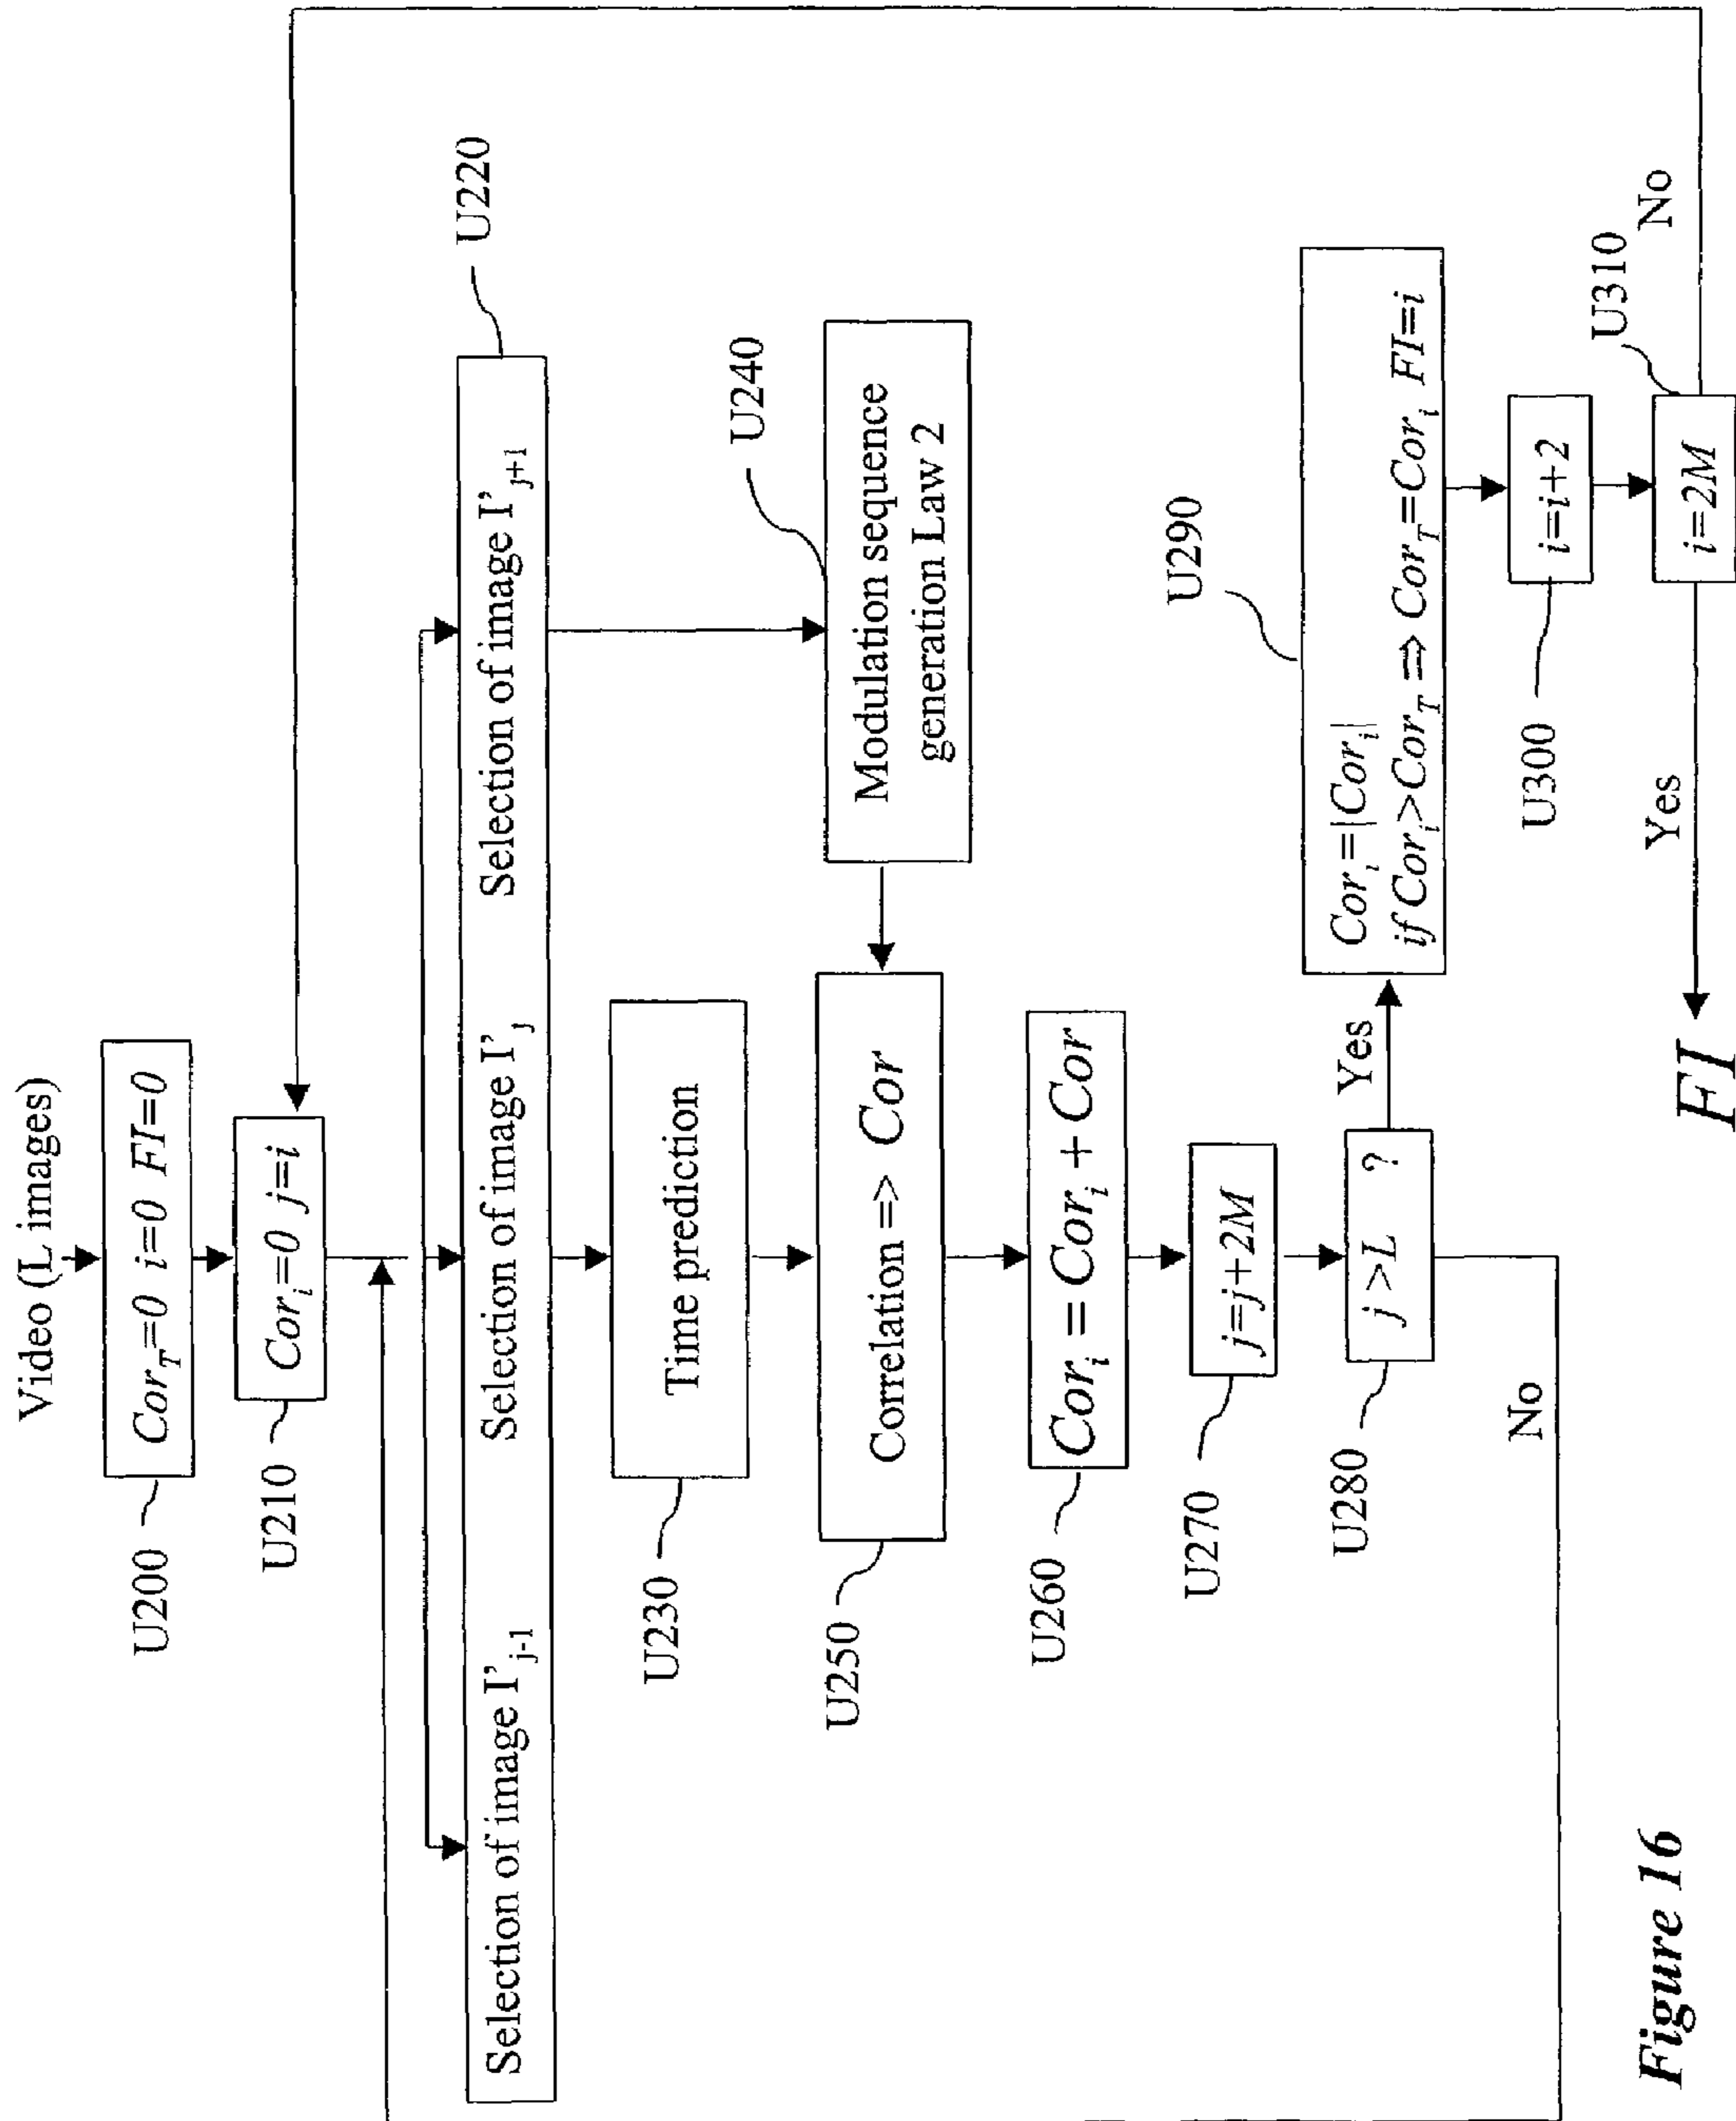 Video (L images)
Cor_T=0 i=0 FI=0
U200
Cor_i=0 j=i
U210
Selection of image I'_{j-1} Selection of image I'_j Selection of image I'_{j+1}
U220
Time prediction
U230
Modulation sequence
generation Law 2
U240
Correlation => Cor
U250
Cor_i = Cor_i + Cor
U260
j=j+2M
U270
j >L ?
U280
Yes
No
Cor_i=|Cor_i|
if Cor_i>Cor_T ⇒ Cor_T=Cor_i FI=i
U290
i=i+2
U300
i=2M
U310
No
Yes
FI
Figure 16